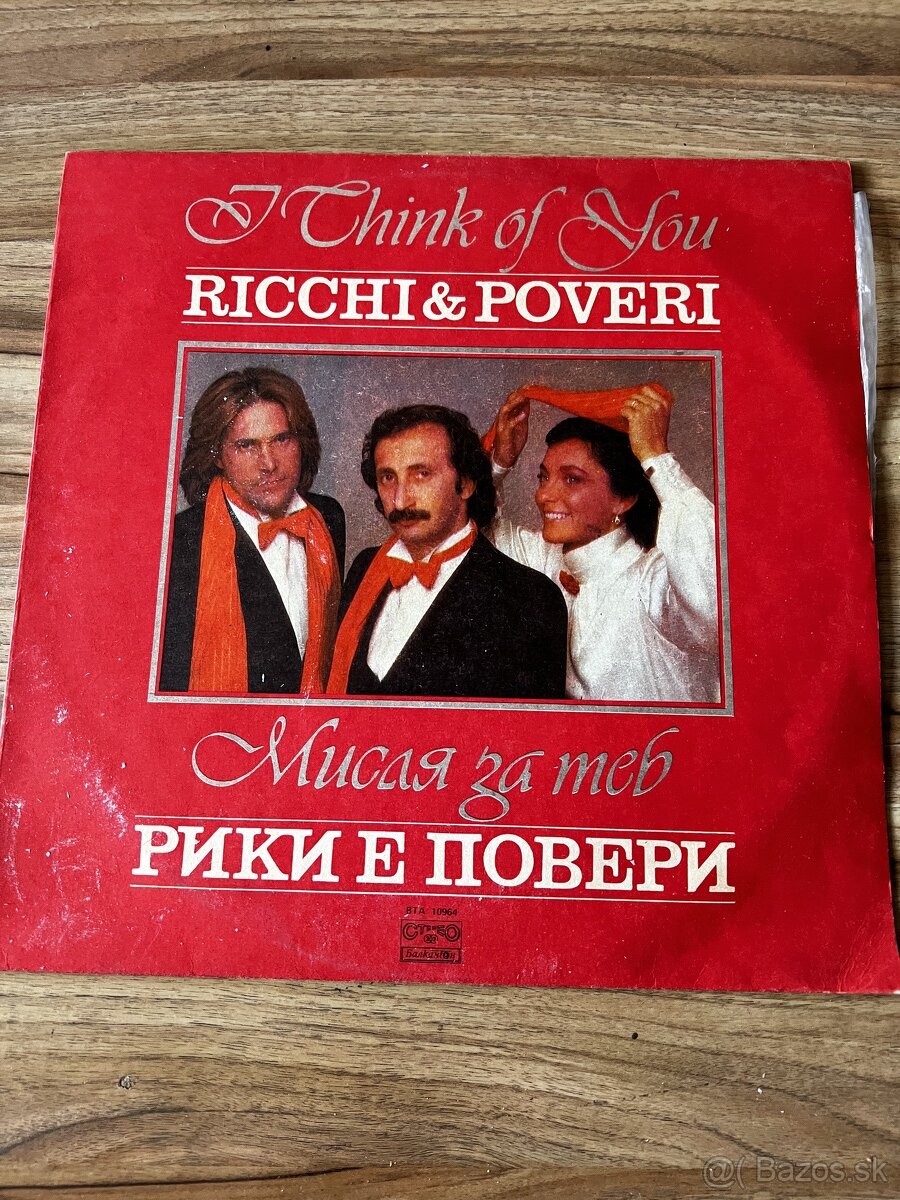 I Think of You
RICCHI & POVERI
Мисля за теб
РИКИ Е ПОВЕРИ
ВТА 10964
СТЕРЕО
Балкантон
@( Bazos.sk